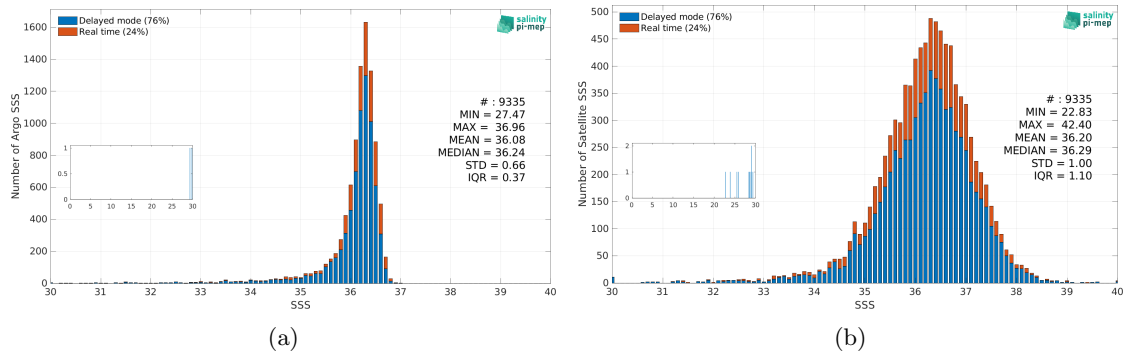 Delayed mode (76%)
Real time (24%)
salinity
pi-mep
1600
1400
1200
1000
800
600
400
200
0
Number of Argo SSS
# : 9335
MIN = 27.47
MAX = 36.96
MEAN = 36.08
MEDIAN = 36.24
STD = 0.66
IQR = 0.37
1
0.5
0
0 5 10 15 20 25 30
30 31 32 33 34 35 36 37 38 39 40
SSS
(a)
Delayed mode (76%)
Real time (24%)
salinity
pi-mep
500
450
400
350
300
250
200
150
100
50
0
Number of Satellite SSS
# : 9335
MIN = 22.83
MAX = 42.40
MEAN = 36.20
MEDIAN = 36.29
STD = 1.00
IQR = 1.10
2
1
0
0 5 10 15 20 25 30
30 31 32 33 34 35 36 37 38 39 40
SSS
(b)